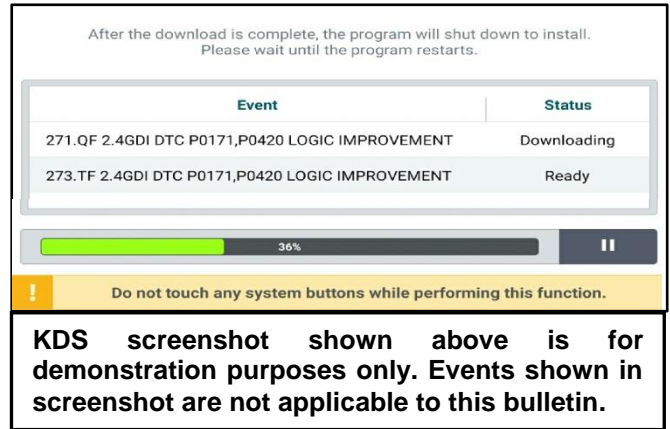 After the download is complete, the program will shut down to install.
Please wait until the program restarts.
Event Status
271.QF 2.4GDI DTC P0171,P0420 LOGIC IMPROVEMENT Downloading
273.TF 2.4GDI DTC P0171,P0420 LOGIC IMPROVEMENT Ready
36%
! Do not touch any system buttons while performing this function.
KDS screenshot shown above is for
demonstration purposes only. Events shown in
screenshot are not applicable to this bulletin.